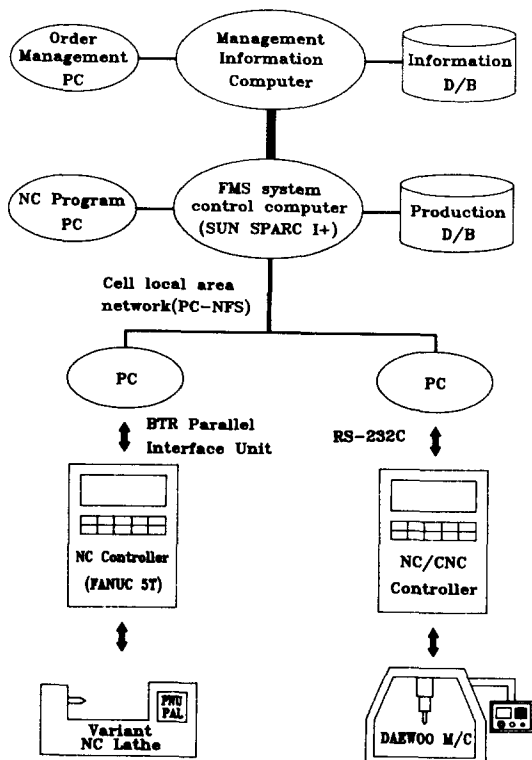 Order
Management
PC
Management
Information
Computer
Information
D/B
NC Program
PC
FMS system
control computer
(SUN SPARC I+)
Production
D/B
Cell local area
network(PC-NFS)
PC
PC
BTR Parallel
Interface Unit
RS-232C
NC Controller
(FANUC 5T)
NC/CNC
Controller
PNU
PAL
Variant
NC Lathe
DAEWOO M/C